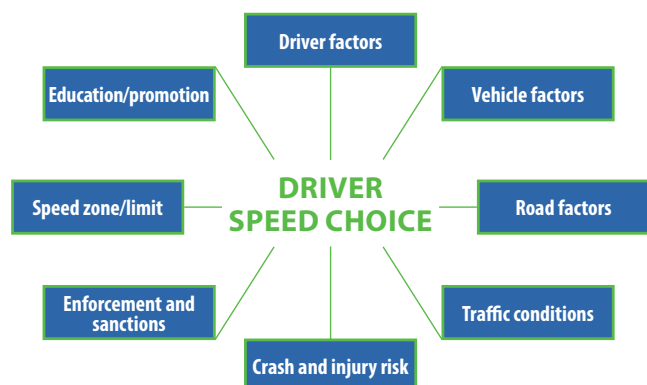 Driver factors
Education/promotion
Vehicle factors
DRIVER
SPEED CHOICE
Speed zone/limit
Road factors
Enforcement and
sanctions
Traffic conditions
Crash and injury risk